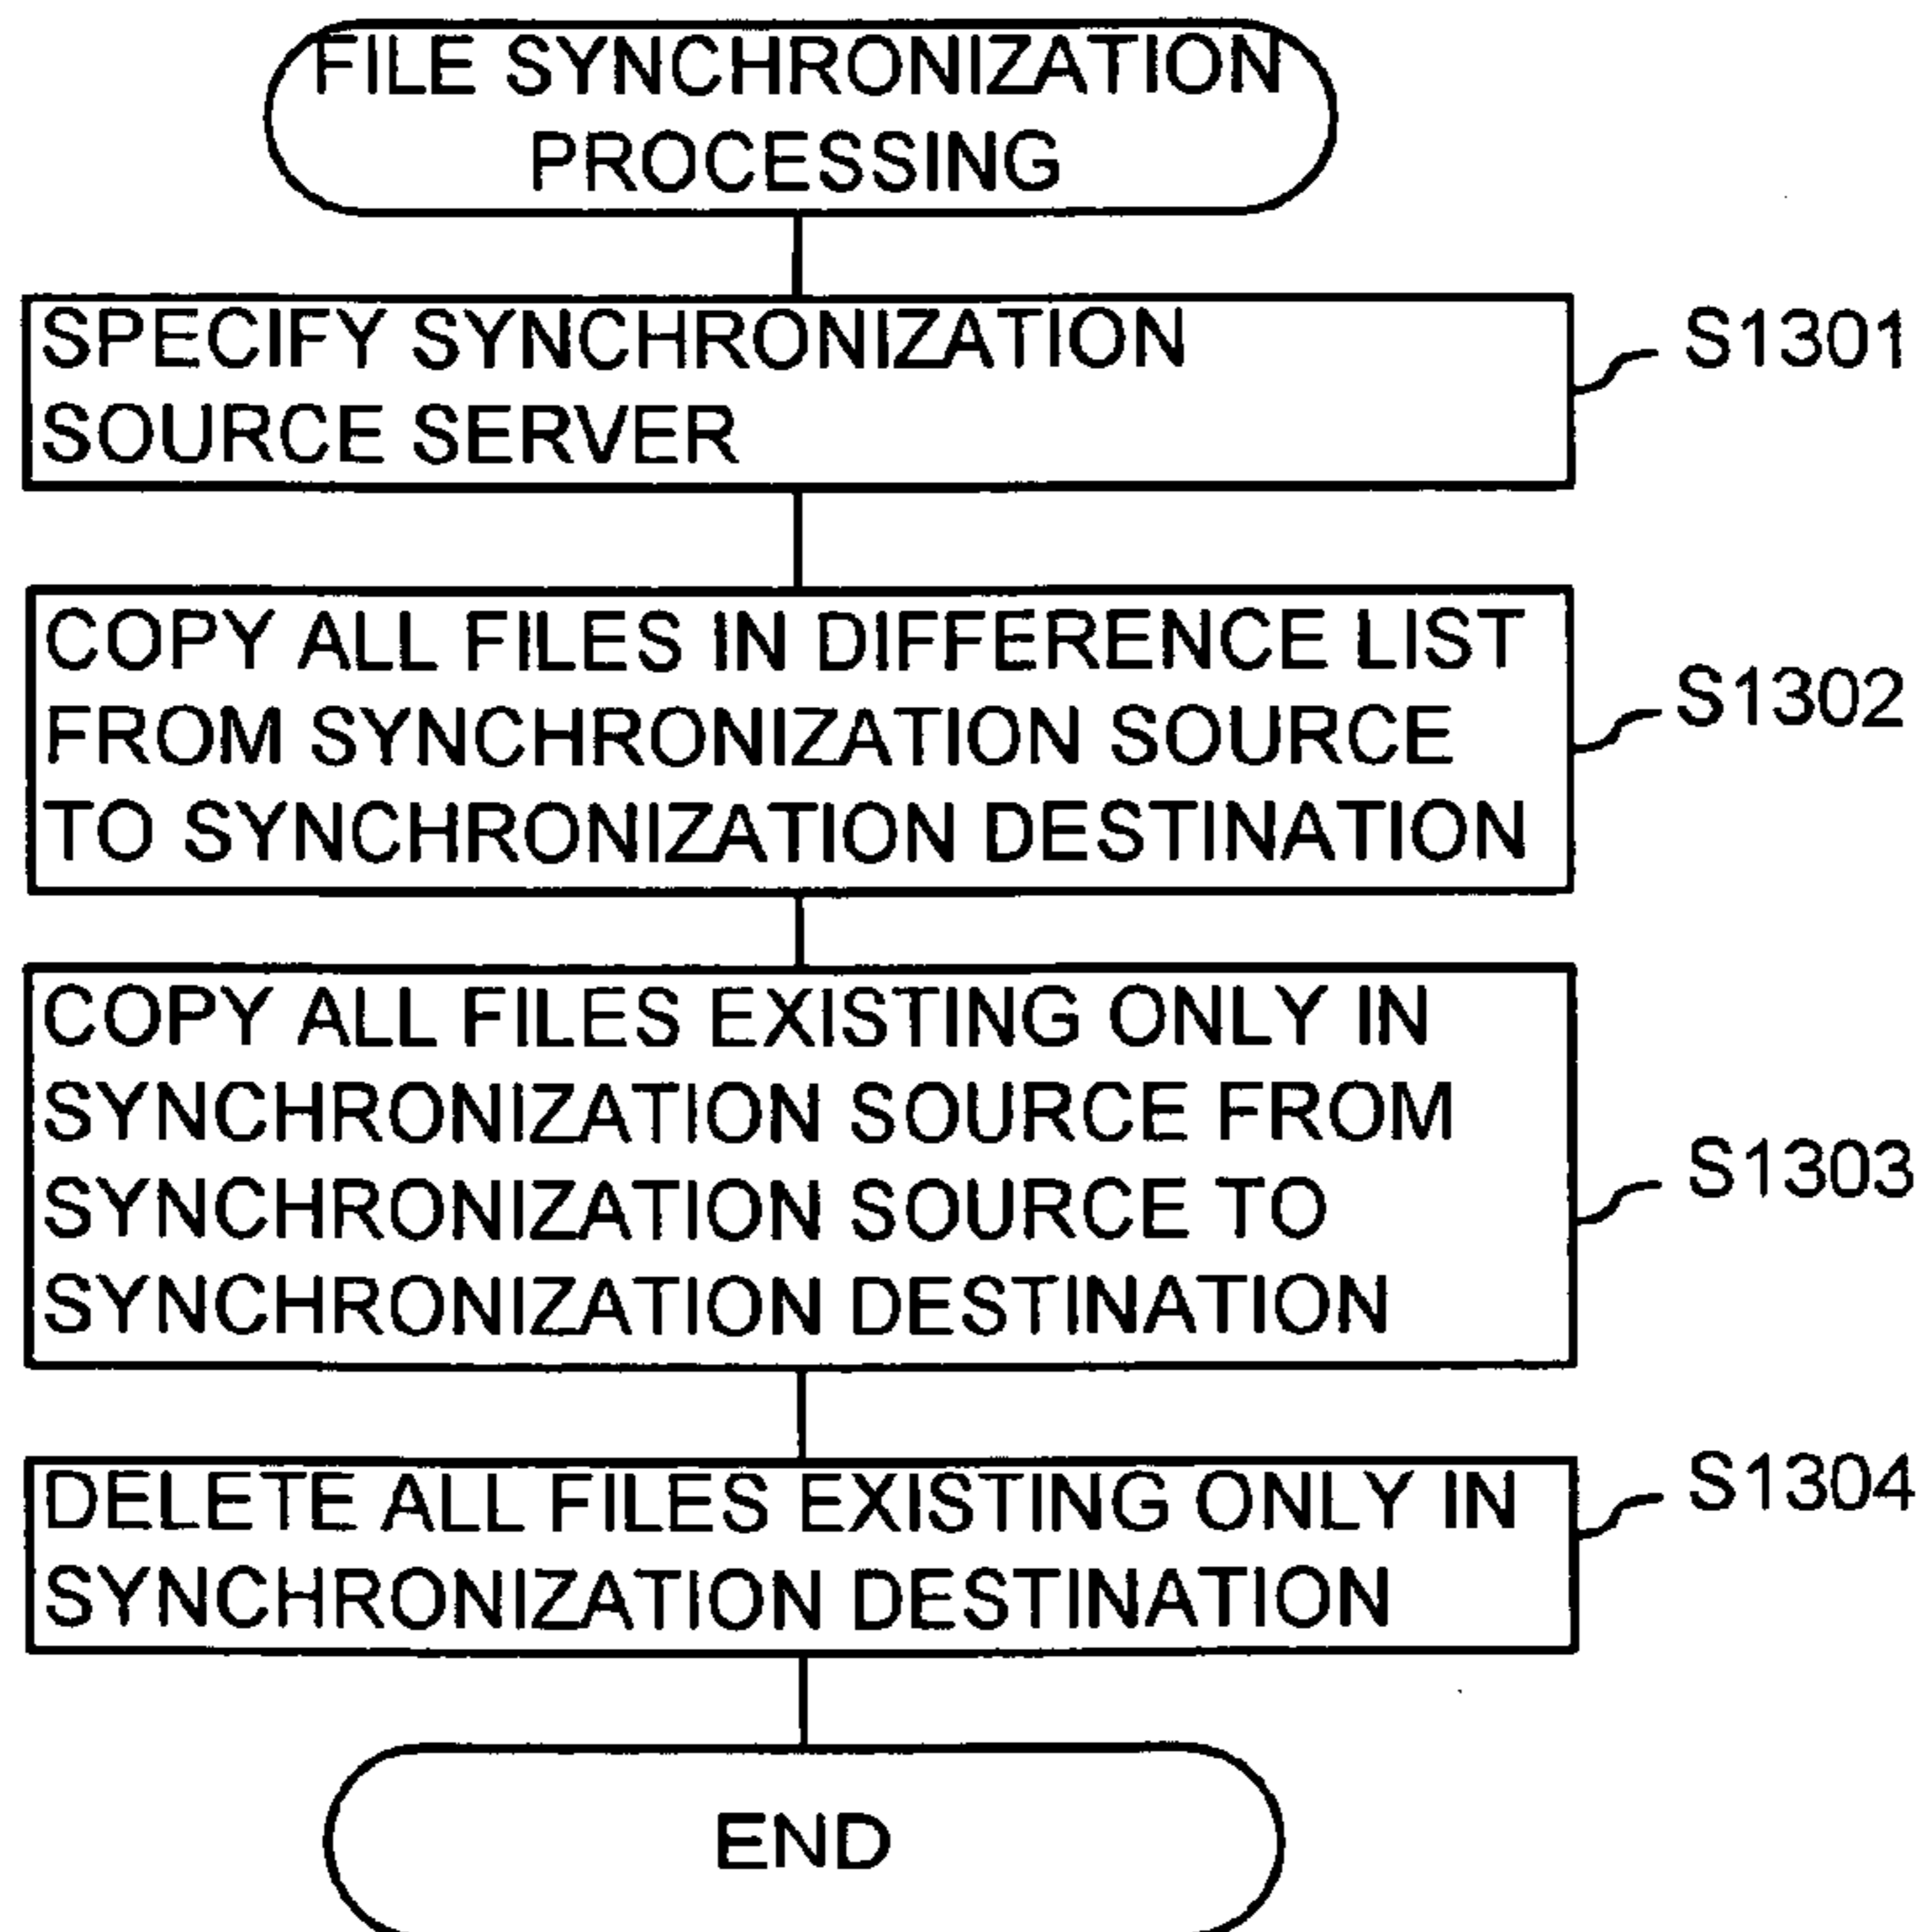 FILE SYNCHRONIZATION
PROCESSING
SPECIFY SYNCHRONIZATION
SOURCE SERVER
S1301
COPY ALL FILES IN DIFFERENCE LIST
FROM SYNCHRONIZATION SOURCE
TO SYNCHRONIZATION DESTINATION
S1302
COPY ALL FILES EXISTING ONLY IN
SYNCHRONIZATION SOURCE FROM
SYNCHRONIZATION SOURCE TO
SYNCHRONIZATION DESTINATION
S1303
DELETE ALL FILES EXISTING ONLY IN
SYNCHRONIZATION DESTINATION
S1304
END